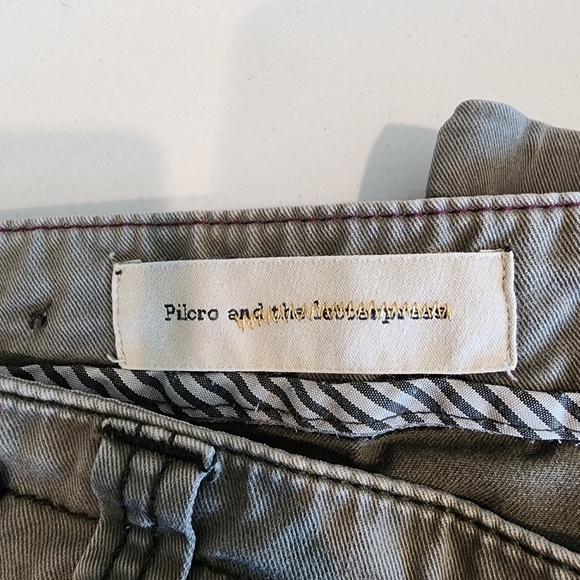 Pilcro and the letterpress